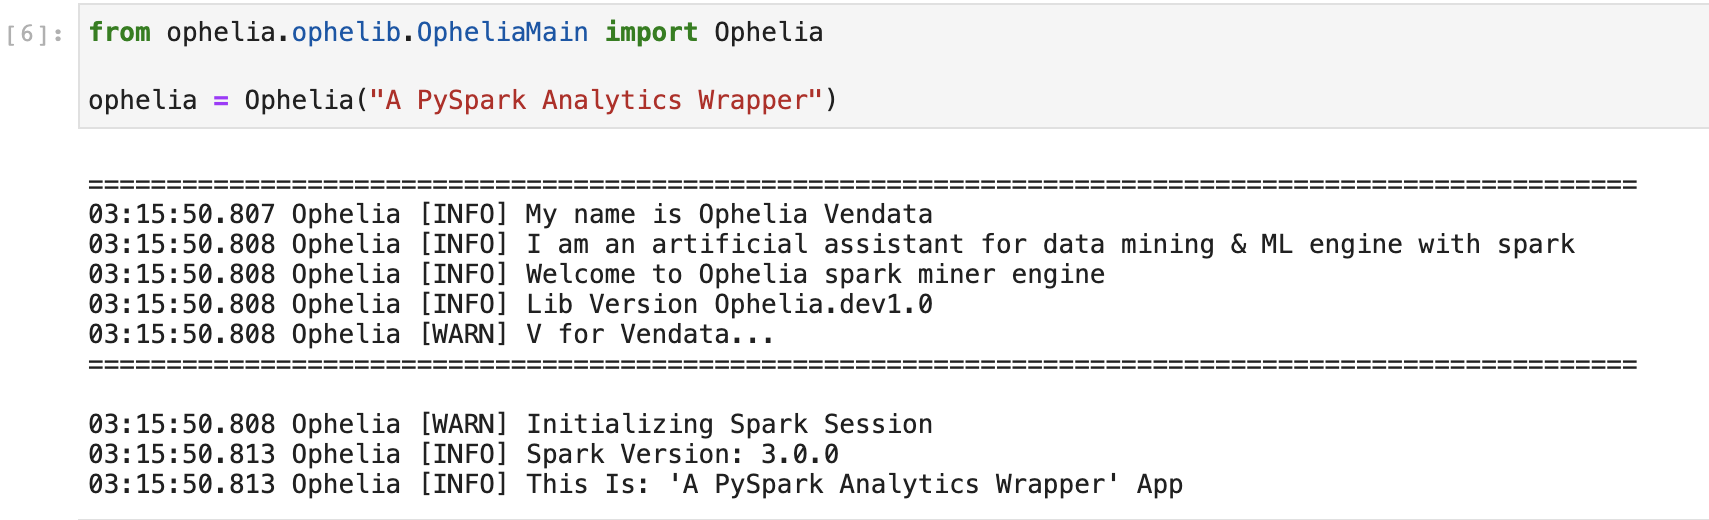 [6]: from ophelia.ophelib.OpheliaMain import Ophelia
ophelia = Ophelia("A PySpark Analytics Wrapper")
===================================================================================================
03:15:50.807 Ophelia [INFO] My name is Ophelia Vendata
03:15:50.808 Ophelia [INFO] I am an artificial assistant for data mining & ML engine with spark
03:15:50.808 Ophelia [INFO] Welcome to Ophelia spark miner engine
03:15:50.808 Ophelia [INFO] Lib Version Ophelia.dev1.0
03:15:50.808 Ophelia [WARN] V for Vendata...
===================================================================================================
03:15:50.808 Ophelia [WARN] Initializing Spark Session
03:15:50.813 Ophelia [INFO] Spark Version: 3.0.0
03:15:50.813 Ophelia [INFO] This Is: 'A PySpark Analytics Wrapper' App